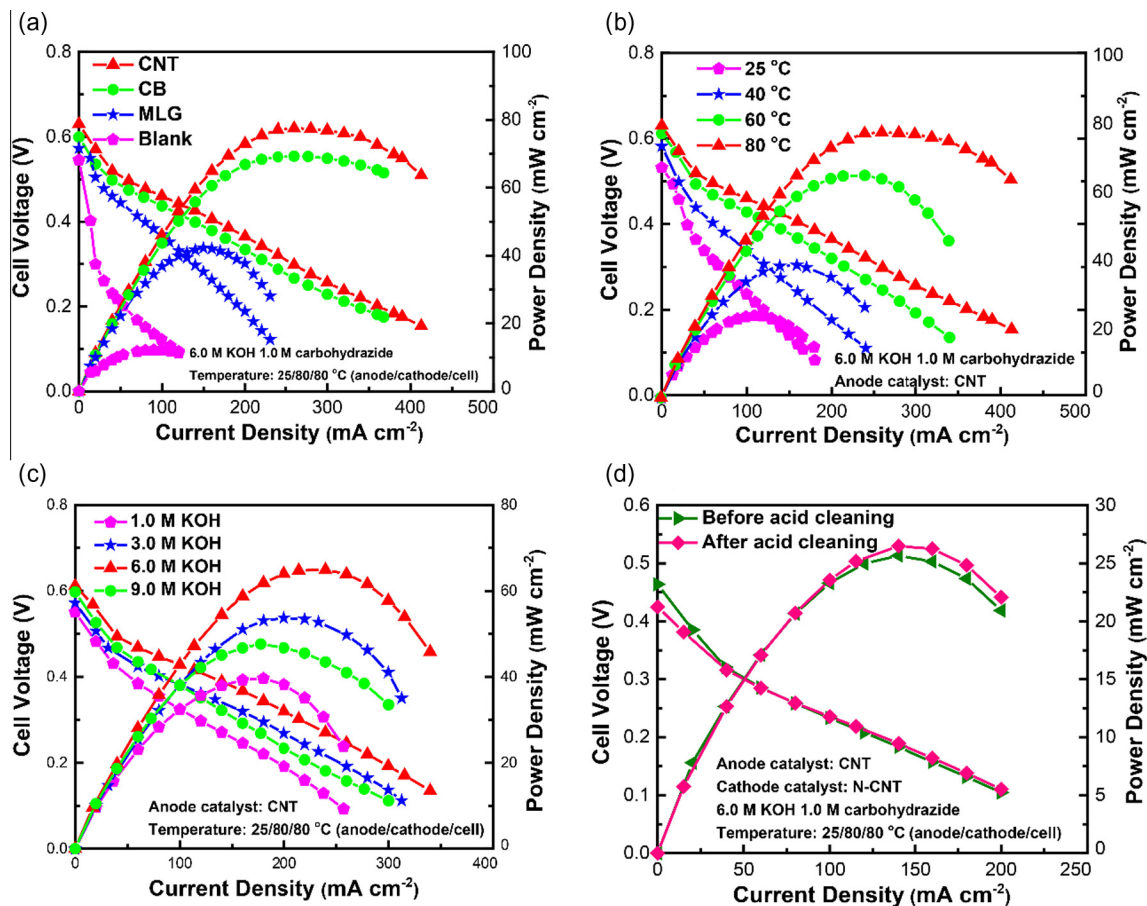 (a)
0.8
0.6
0.4
0.2
0.0
Cell Voltage (V)
CNT
CB
MLG
Blank
6.0 M KOH 1.0 M carbohydrazide
Temperature: 25/80/80 °C (anode/cathode/cell)
0 100 200 300 400 500
Current Density (mA cm-2)
100
80
60
40
20
0
Power Density (mW cm-2)
(b)
0.8
0.6
0.4
0.2
0.0
Cell Voltage (V)
25 °C
40 °C
60 °C
80 °C
6.0 M KOH 1.0 M carbohydrazide
Anode catalyst: CNT
0 100 200 300 400 500
Current Density (mA cm-2)
100
80
60
40
20
0
Power Density (mW cm-2)
(c)
0.8
0.6
0.4
0.2
0.0
Cell Voltage (V)
1.0 M KOH
3.0 M KOH
6.0 M KOH
9.0 M KOH
Anode catalyst: CNT
Temperature: 25/80/80 °C (anode/cathode/cell)
0 100 200 300 400
Current Density (mA cm-2)
80
60
40
20
0
Power Density (mW cm-2)
(d)
0.6
0.5
0.4
0.3
0.2
0.1
0.0
Cell Voltage (V)
Before acid cleaning
After acid cleaning
Anode catalyst: CNT
Cathode catalyst: N-CNT
6.0 M KOH 1.0 M carbohydrazide
Temperature: 25/80/80 °C (anode/cathode/cell)
0 50 100 150 200 250
Current Density (mA cm-2)
30
25
20
15
10
5
0
Power Density (mW cm-2)